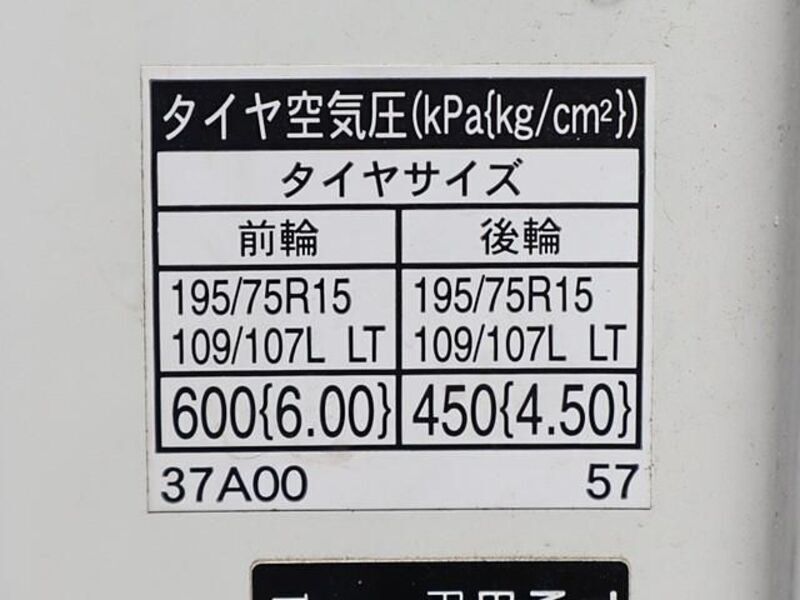 タイヤ空気圧(kPa{kg/cm²})
タイヤサイズ
前輪 後輪
195/75R15 195/75R15
109/107L LT 109/107L LT
600{6.00} 450{4.50}
37A00 57